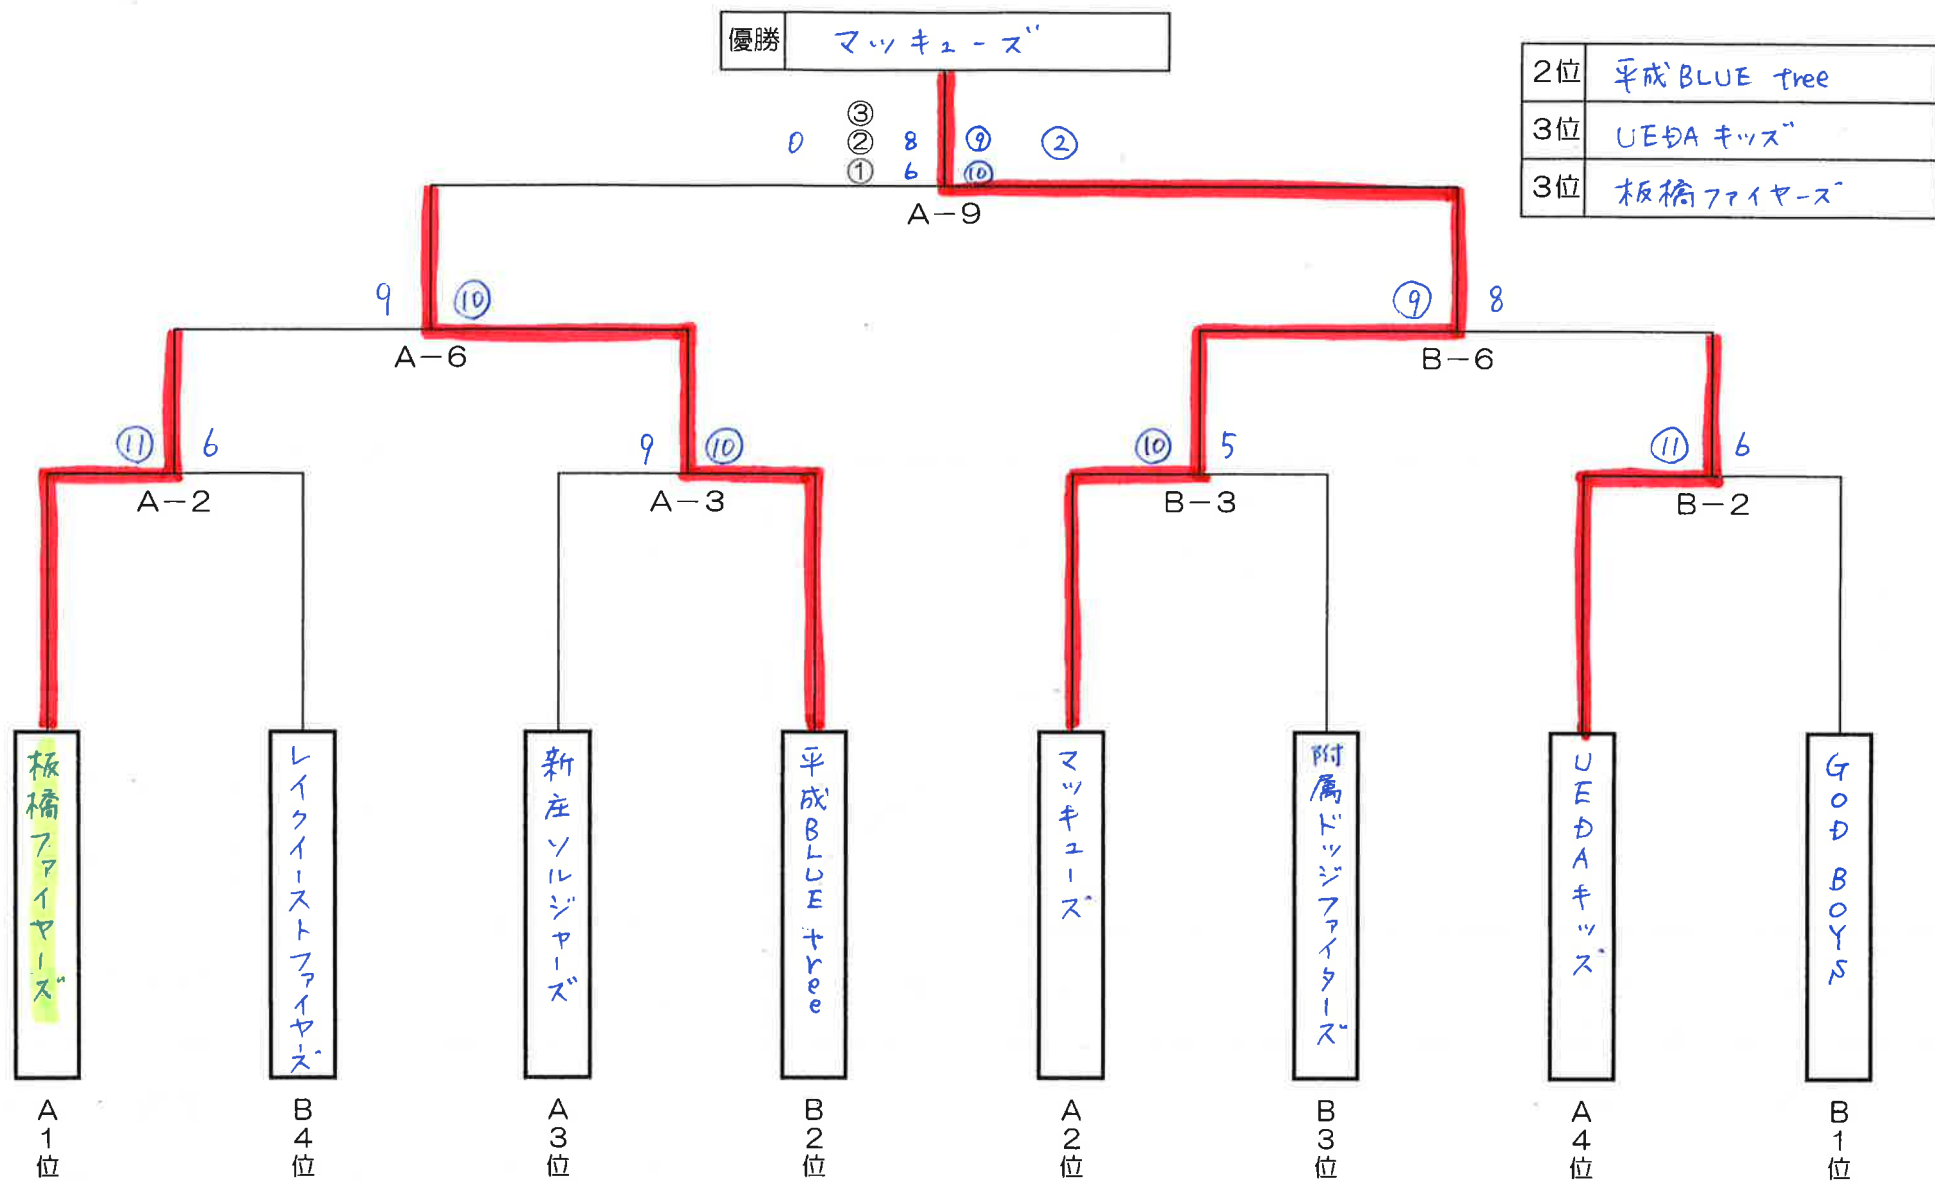 優勝 マッキューズ
2位 平成BLUE tree
3位 UEDAキッズ
3位 板橋ファイヤーズ
③
0 ② 8 ⑨ ②
① 6 ⑩
A-9
9 ⑩
A-6
⑨ 8
B-6
⑪ 6
A-2
9 ⑩
A-3
⑩ 5
B-3
⑪ 6
B-2
板橋ファイヤーズ
レイクイーストファイヤーズ
新座ソルジャーズ
平成BLUE tree
マッキューズ
附属ドッジファイターズ
UEDAキッズ
GOD BOYS
A1位
B4位
A3位
B2位
A2位
B3位
A4位
B1位